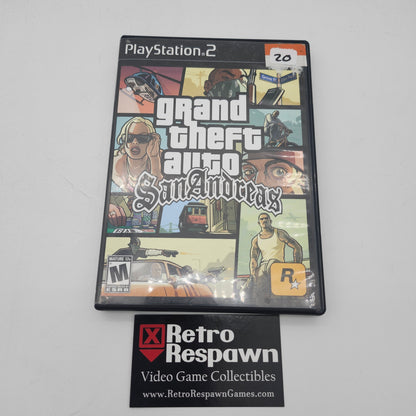 PlayStation 2
20
grand
theft
auto
San Andreas
MATURE 17+
M
ESRB
R
Retro
Respawn
Video Game Collectibles
www.RetroRespawnGames.com